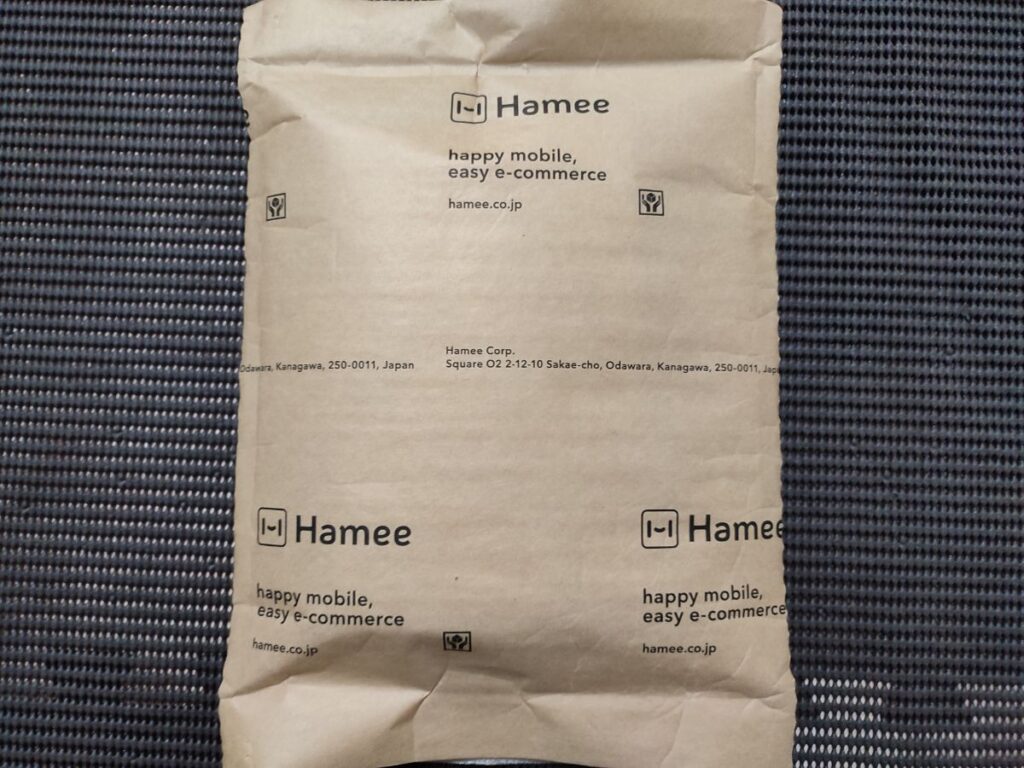 Hamee
happy mobile,
easy e-commerce
hamee.co.jp
Hamee Corp.
Odawara, Kanagawa, 250-0011, Japan
Square O2 2-12-10 Sakae-cho, Odawara, Kanagawa, 250-0011, Japa
Hamee
happy mobile,
easy e-commerce
hamee.co.jp
Hamee
happy mobile,
easy e-commerce
hamee.co.jp